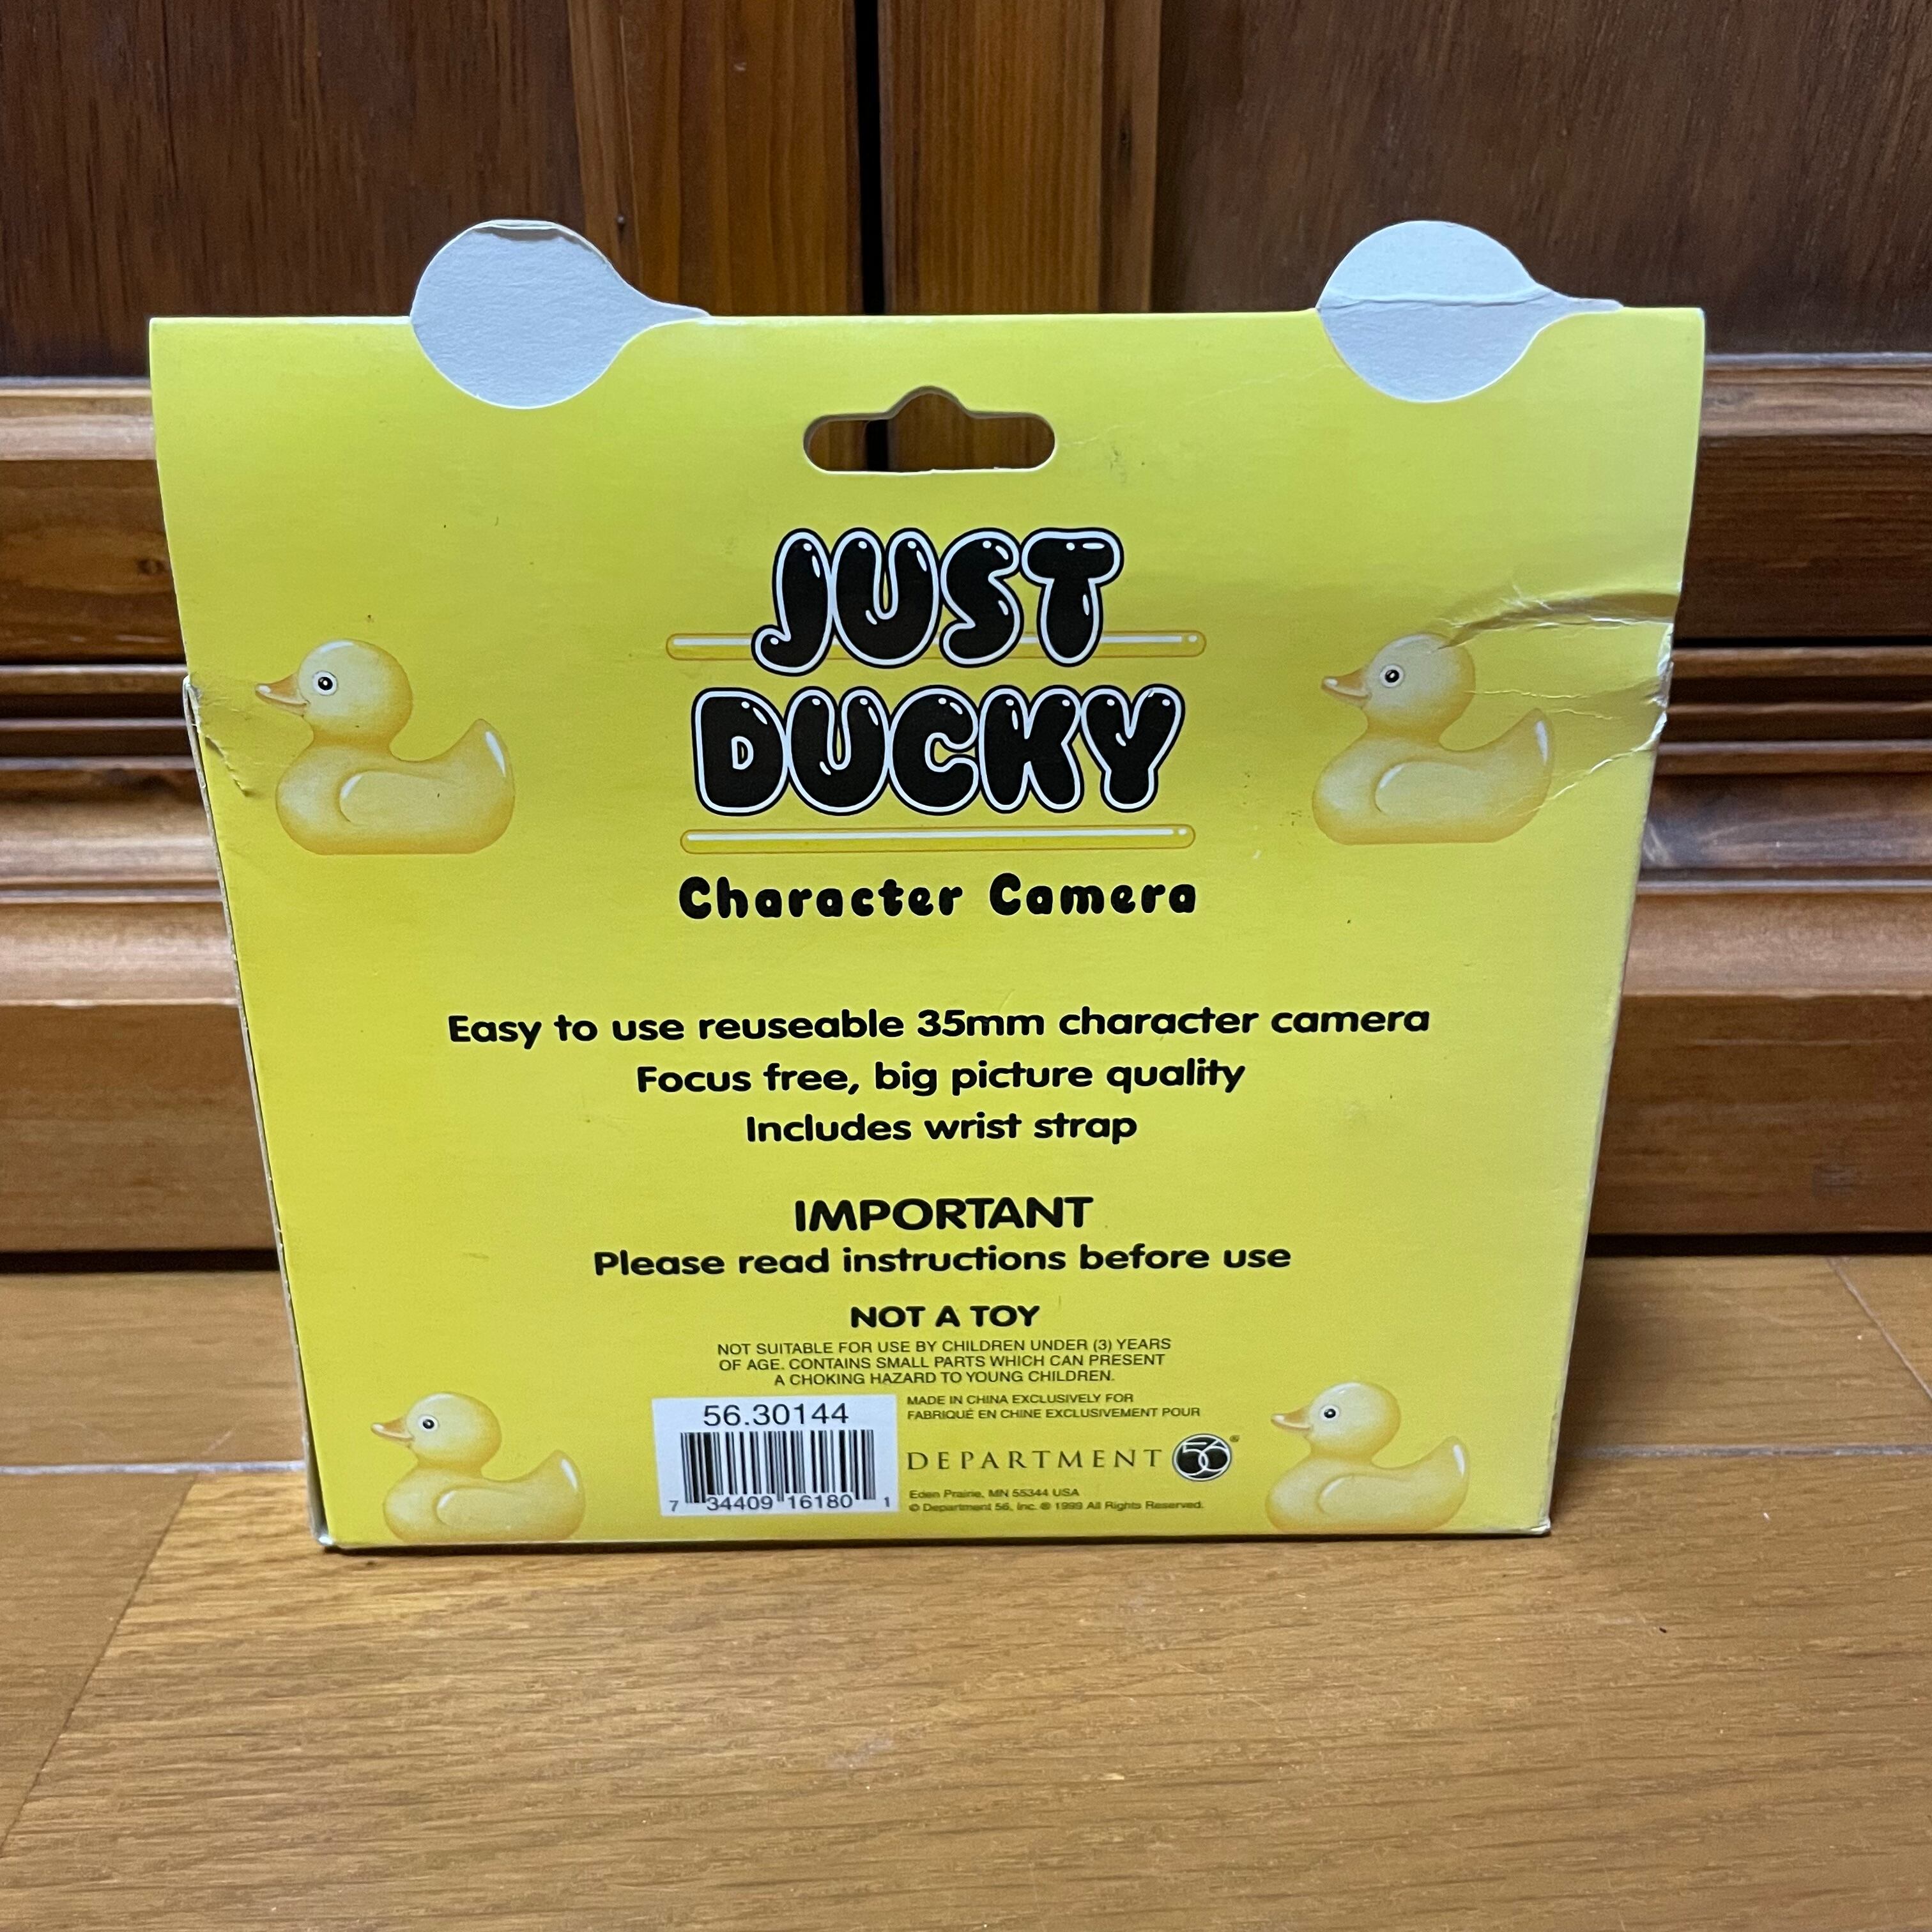 JUST
DUCKY
Character Camera
Easy to use reuseable 35mm character camera
Focus free, big picture quality
Includes wrist strap
IMPORTANT
Please read instructions before use
NOT A TOY
NOT SUITABLE FOR USE BY CHILDREN UNDER (3) YEARS
OF AGE. CONTAINS SMALL PARTS WHICH CAN PRESENT
A CHOKING HAZARD TO YOUNG CHILDREN.
56.30144
7 34409 16180 1
MADE IN CHINA EXCLUSIVELY FOR
FABRIQUÉ EN CHINE EXCLUSIVEMENT POUR
DEPARTMENT 56®
Eden Prairie, MN 55344 USA
© Department 56, Inc. ® 1999 All Rights Reserved.